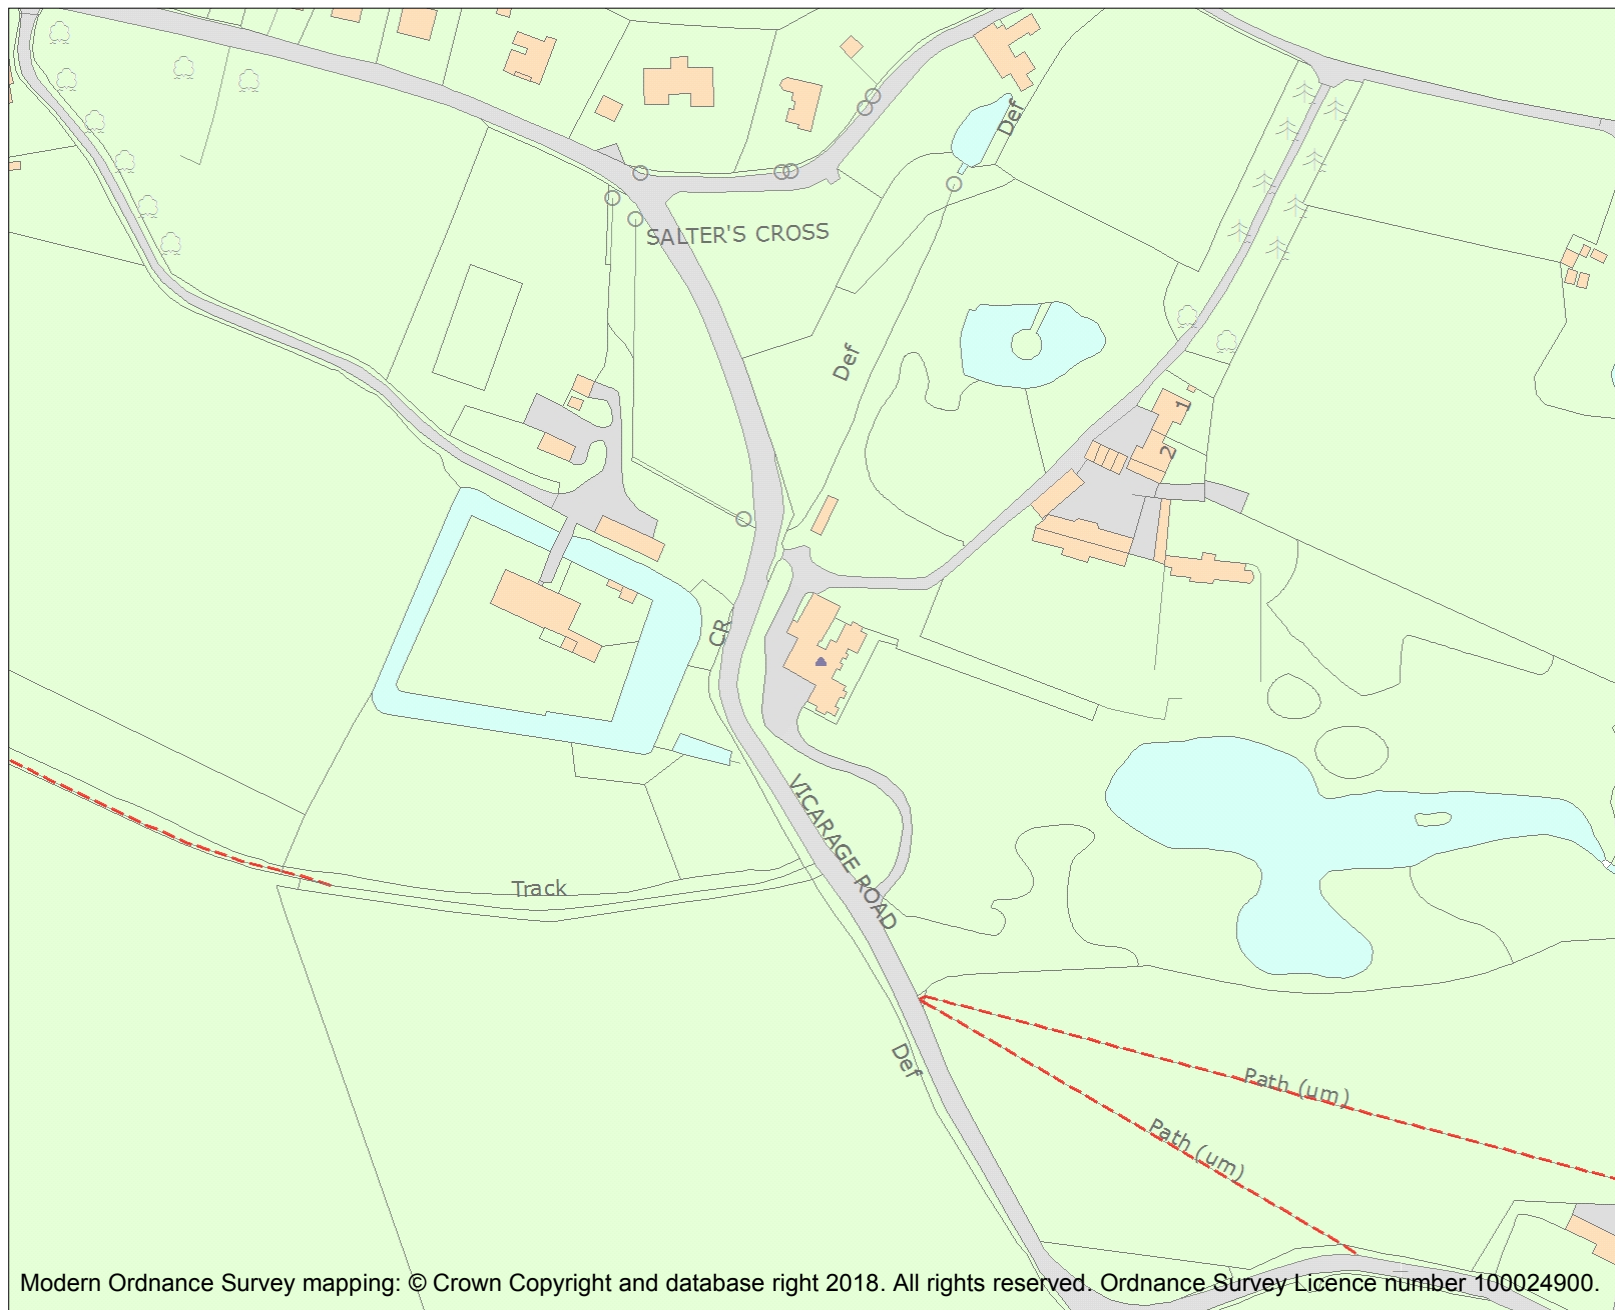 Def
SALTER'S CROSS
Def
1
2
CR
VICARAGE ROAD
Track
Def
Path (um)
Path (um)
Modern Ordnance Survey mapping: © Crown Copyright and database right 2018. All rights reserved. Ordnance Survey Licence number 100024900.